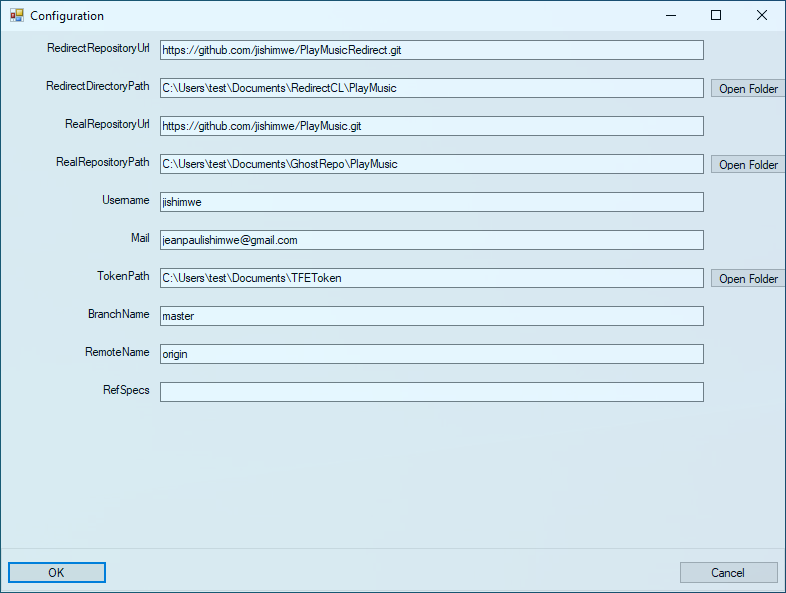 Configuration
RedirectRepositoryUrl https://github.com/jishimwe/PlayMusicRedirect.git
RedirectDirectoryPath C:\Users\test\Documents\RedirectCL\PlayMusic Open Folder
RealRepositoryUrl https://github.com/jishimwe/PlayMusic.git
RealRepositoryPath C:\Users\test\Documents\GhostRepo\PlayMusic Open Folder
Username jishimwe
Mail jeanpaulishimwe@gmail.com
TokenPath C:\Users\test\Documents\TFEToken Open Folder
BranchName master
RemoteName origin
RefSpecs
OK Cancel